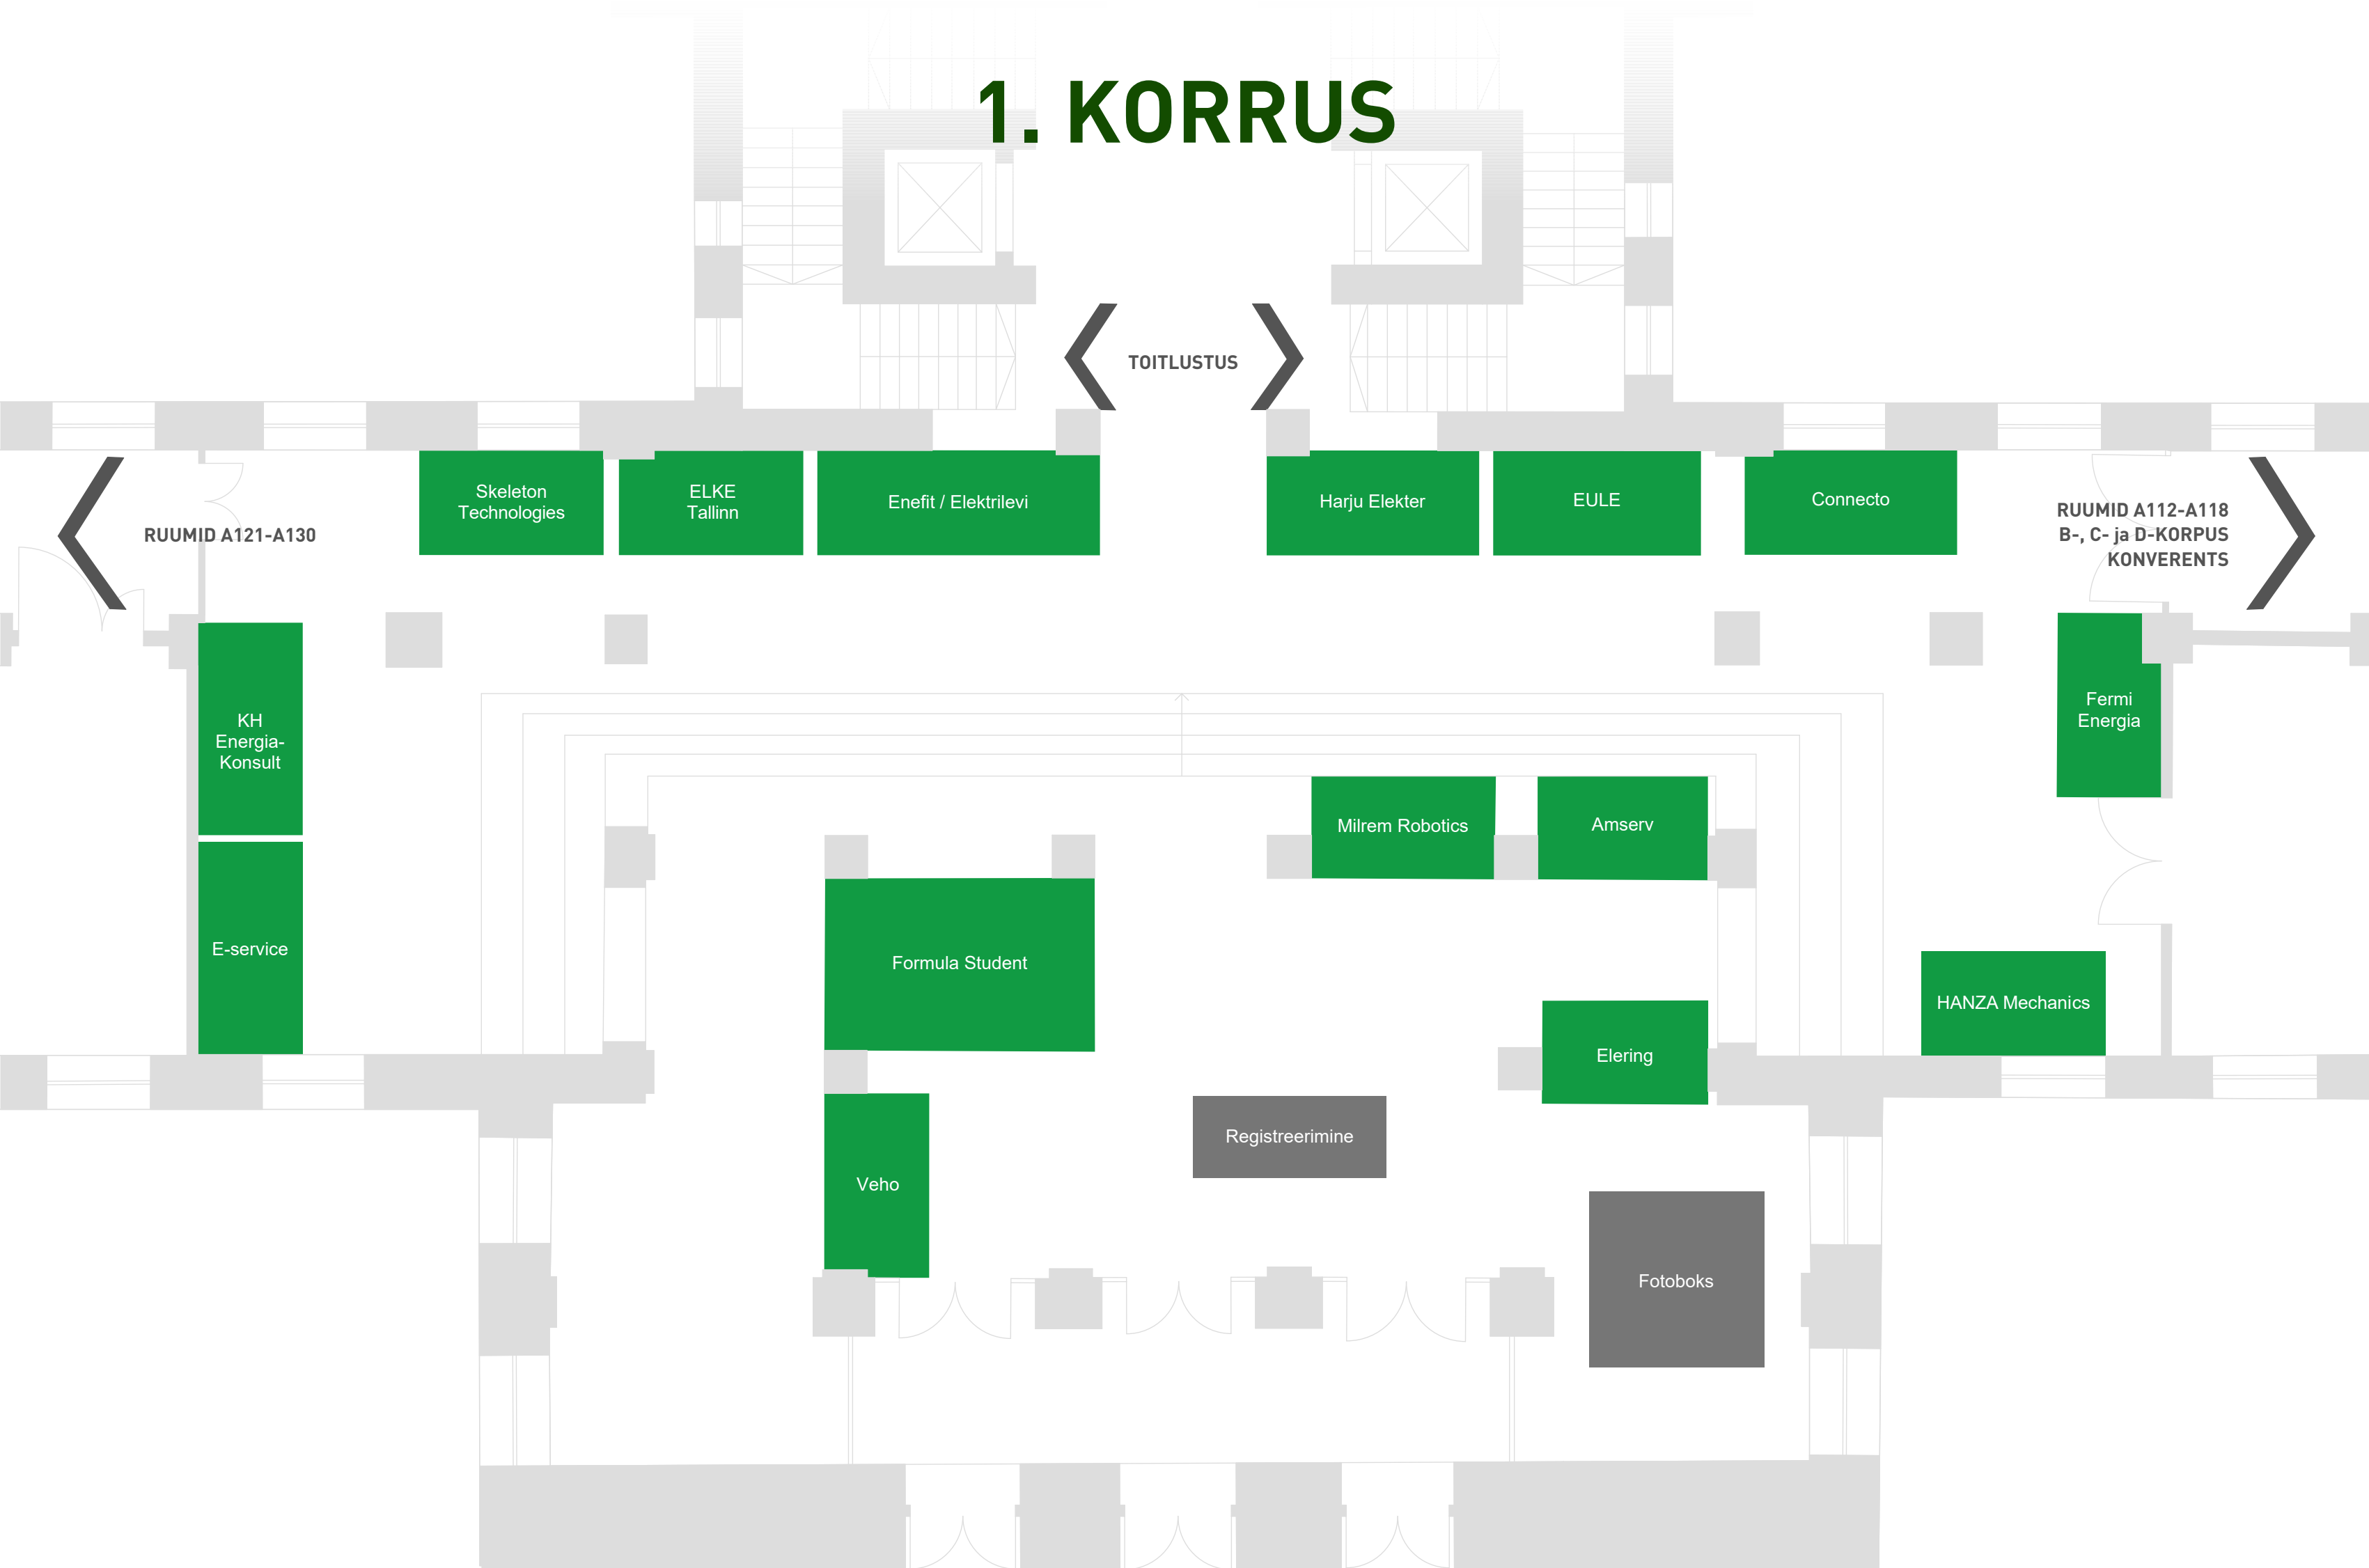 1. KORRUS
TOITLUSTUS
Skeleton
Technologies
ELKE
Tallinn
Enefit / Elektrilevi
Harju Elekter
EULE
Connecto
RUUMID A121-A130
RUUMID A112-A118
B-, C- ja D-KORPUS
KONVERENTS
KH
Energia-
Konsult
Fermi
Energia
Milrem Robotics
Amserv
E-service
Formula Student
HANZA Mechanics
Elering
Registreerimine
Veho
Fotoboks